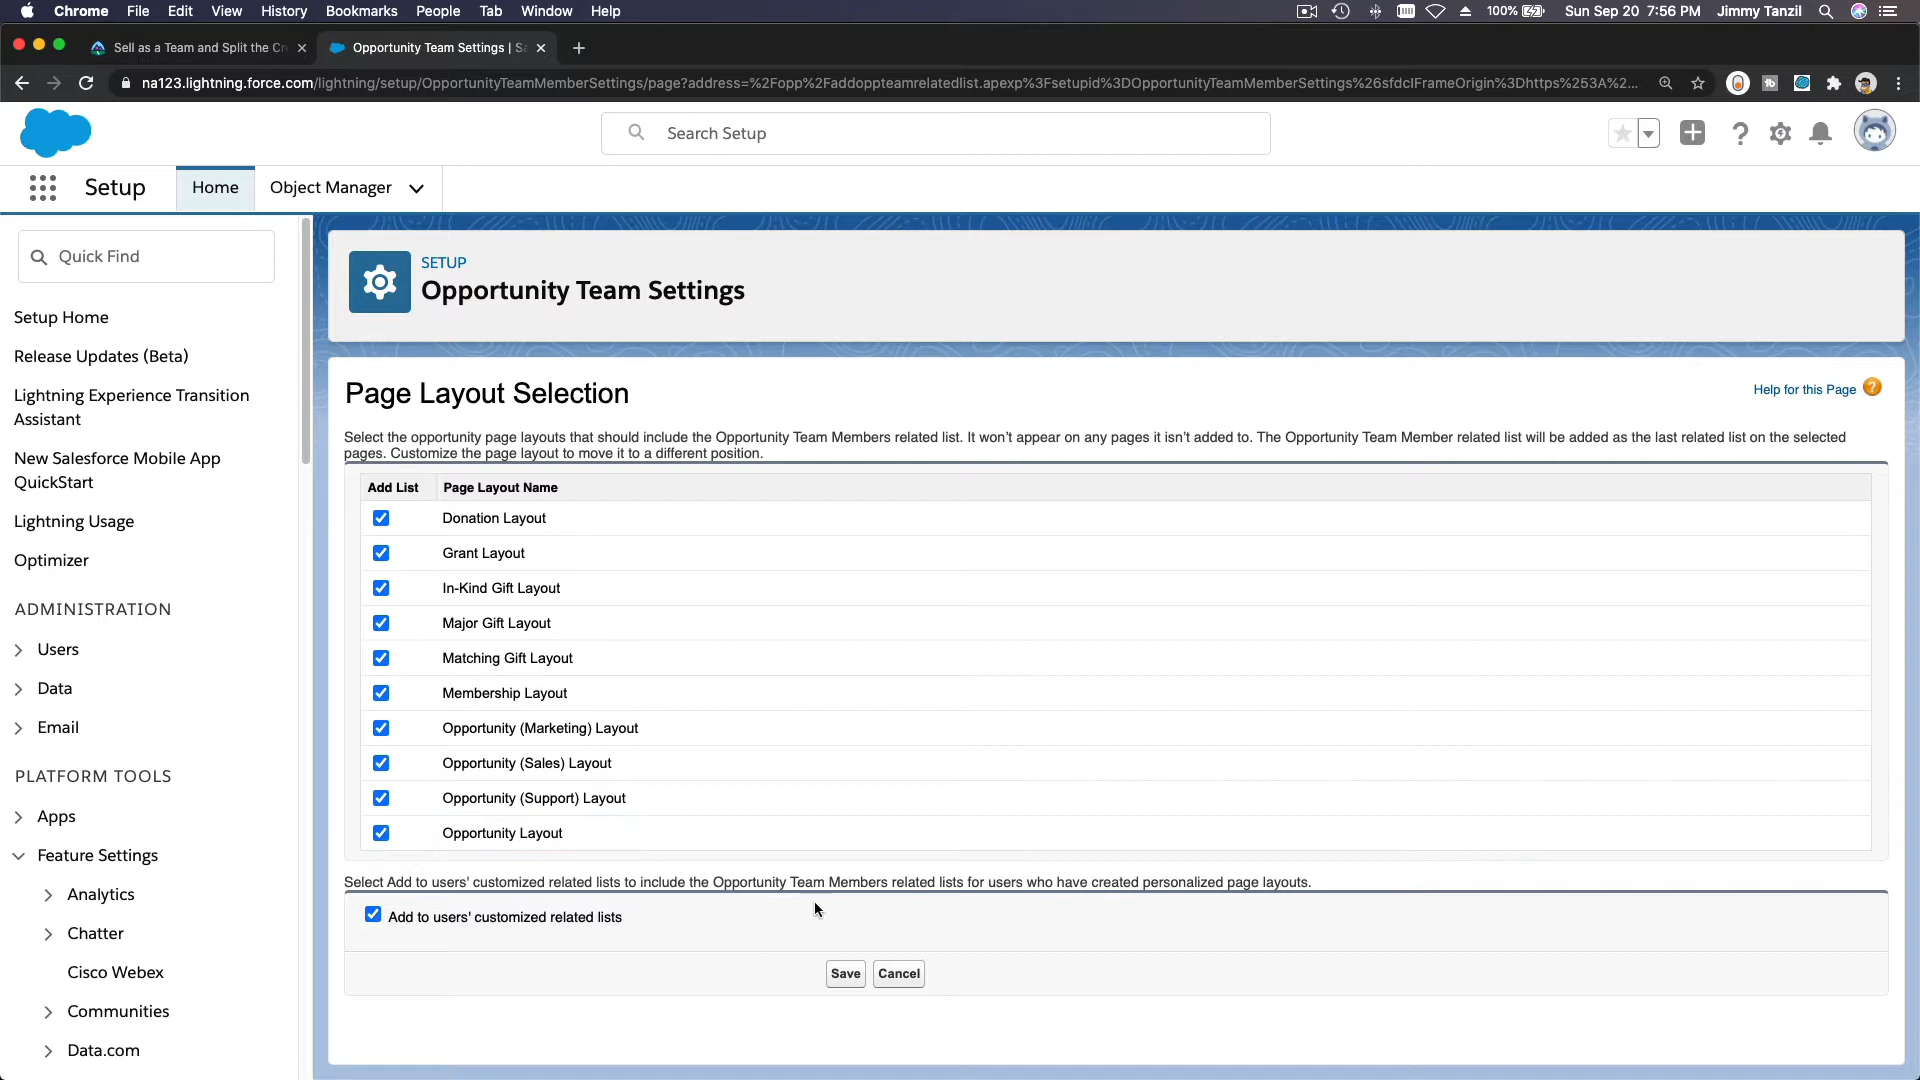 Chrome File Edit View History Bookmarks People Tab Window Help 100% Sun Sep 20 7:56 PM Jimmy Tanzil
Sell as a Team and Split the Cr Opportunity Team Settings | Sa
na123.lightning.force.com/lightning/setup/OpportunityTeamMemberSettings/page?address=%2Fopp%2Faddoppteamrelatedlist.apexp%3Fsetupid%3DOpportunityTeamMemberSettings%26sfdcIFrameOrigin%3Dhttps%253A%2...
Search Setup
Setup Home Object Manager
Quick Find
Setup Home
Release Updates (Beta)
Lightning Experience Transition
Assistant
New Salesforce Mobile App
QuickStart
Lightning Usage
Optimizer
ADMINISTRATION
Users
Data
Email
PLATFORM TOOLS
Apps
Feature Settings
Analytics
Chatter
Cisco Webex
Communities
Data.com
SETUP
Opportunity Team Settings
Page Layout Selection
Help for this Page ?
Select the opportunity page layouts that should include the Opportunity Team Members related list. It won't appear on any pages it isn't added to. The Opportunity Team Member related list will be added as the last related list on the selected
pages. Customize the page layout to move it to a different position.
Add List Page Layout Name
Donation Layout
Grant Layout
In-Kind Gift Layout
Major Gift Layout
Matching Gift Layout
Membership Layout
Opportunity (Marketing) Layout
Opportunity (Sales) Layout
Opportunity (Support) Layout
Opportunity Layout
Select Add to users' customized related lists to include the Opportunity Team Members related lists for users who have created personalized page layouts.
Add to users' customized related lists
Save Cancel